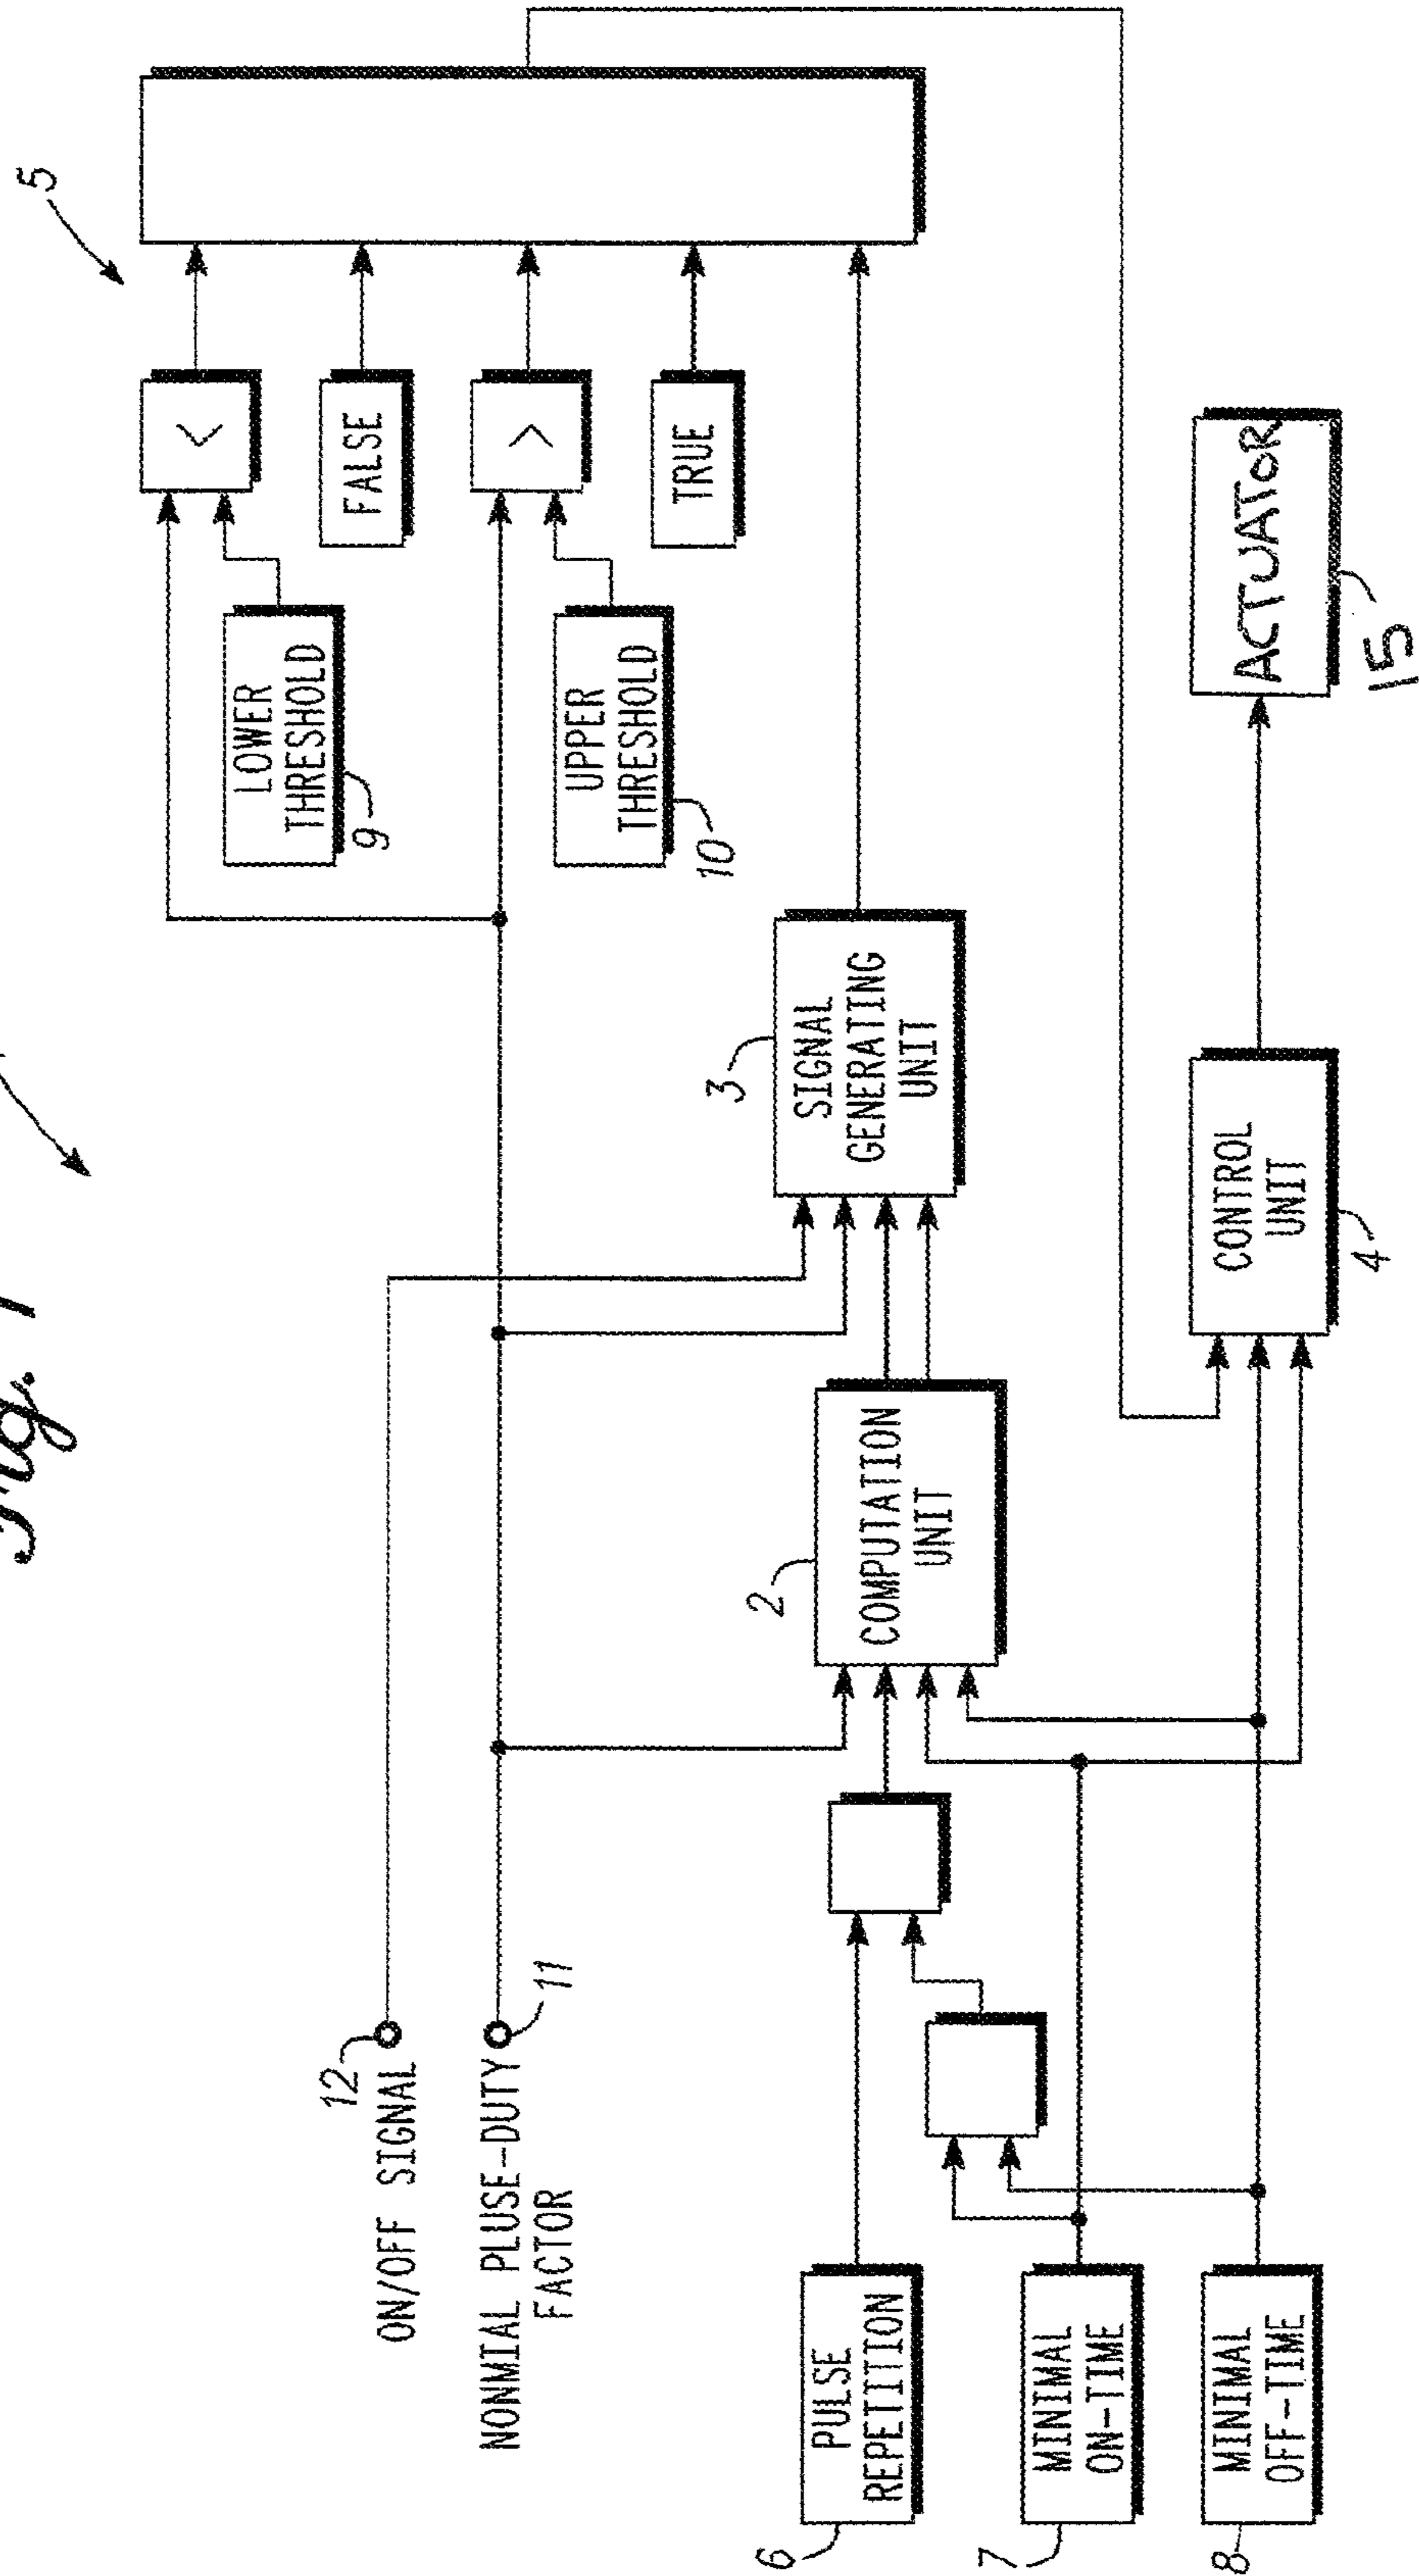 Fig. 1
5
<
FALSE
>
TRUE
LOWER
THRESHOLD
9
UPPER
THRESHOLD
10
12
ON/OFF SIGNAL
11
NONMIAL PLUSE-DUTY
FACTOR
3
SIGNAL
GENERATING
UNIT
2
COMPUTATION
UNIT
6
PULSE
REPETITION
7
MINIMAL
ON-TIME
8
MINIMAL
OFF-TIME
CONTROL
UNIT
4
ACTUATOR
15